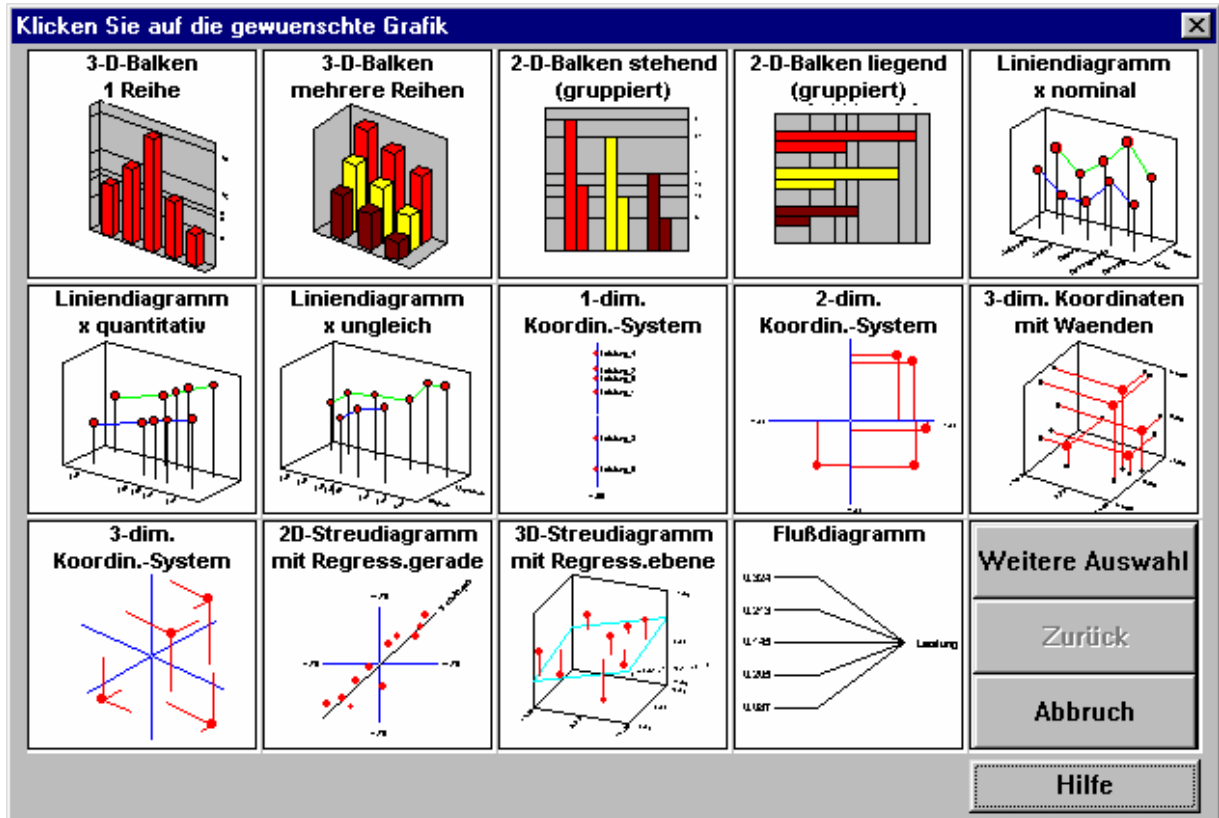 Klicken Sie auf die gewuenschte Grafik
3-D-Balken
1 Reihe
3-D-Balken
mehrere Reihen
2-D-Balken stehend
(gruppiert)
2-D-Balken liegend
(gruppiert)
Liniendiagramm
x nominal
Liniendiagramm
x quantitativ
Liniendiagramm
x ungleich
1-dim.
Koordin.-System
2-dim.
Koordin.-System
3-dim. Koordinaten
mit Waenden
3-dim.
Koordin.-System
2D-Streudiagramm
mit Regress.gerade
3D-Streudiagramm
mit Regress.ebene
Flußdiagramm
Leistung
Weitere Auswahl
Zurück
Abbruch
Hilfe